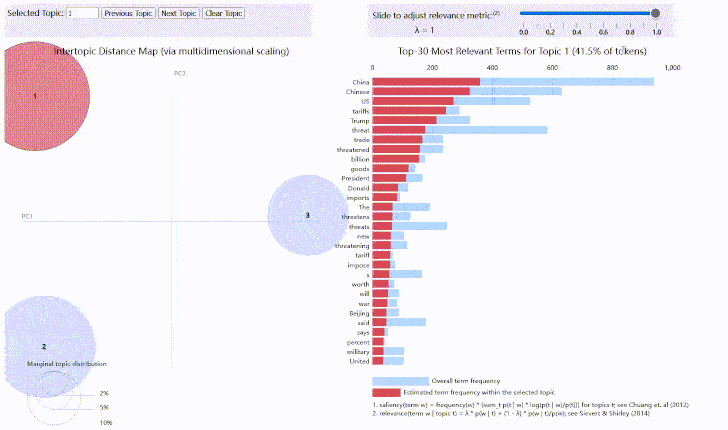 Selected Topic: 1 Previous Topic Next Topic Clear Topic
Slide to adjust relevance metric:(2)
λ = 1
0.0 0.2 0.4 0.6 0.8 1.0
Intertopic Distance Map (via multidimensional scaling)
PC2
PC1
1
3
2
Marginal topic distribution
2%
5%
10%
Top-30 Most Relevant Terms for Topic 1 (41.5% of tokens)
0 200 400 600 800 1,000
China
Chinese
US
tariffs
Trump
threat
trade
threatened
billion
goods
President
Donald
imports
The
threatens
threats
new
threatening
tariff
impose
s
worth
will
war
Beijing
said
says
percent
military
United
Overall term frequency
Estimated term frequency within the selected topic
1. saliency(term w) = frequency(w) * [sum_t p(t | w) * log(p(t | w)/p(t))] for topics t; see Chuang et. al (2012)
2. relevance(term w | topic t) = λ * p(w | t) + (1 - λ) * p(w | t)/p(w); see Sievert & Shirley (2014)